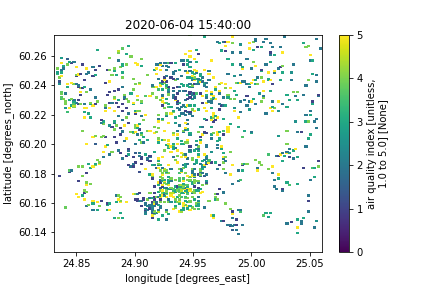 2020-06-04 15:40:00
60.26
60.24
60.22
60.20
60.18
60.16
60.14
latitude [degrees_north]
24.85 24.90 24.95 25.00 25.05
longitude [degrees_east]
5
4
3
2
1
0
air quality index [unitless,
1.0 to 5.0] [None]